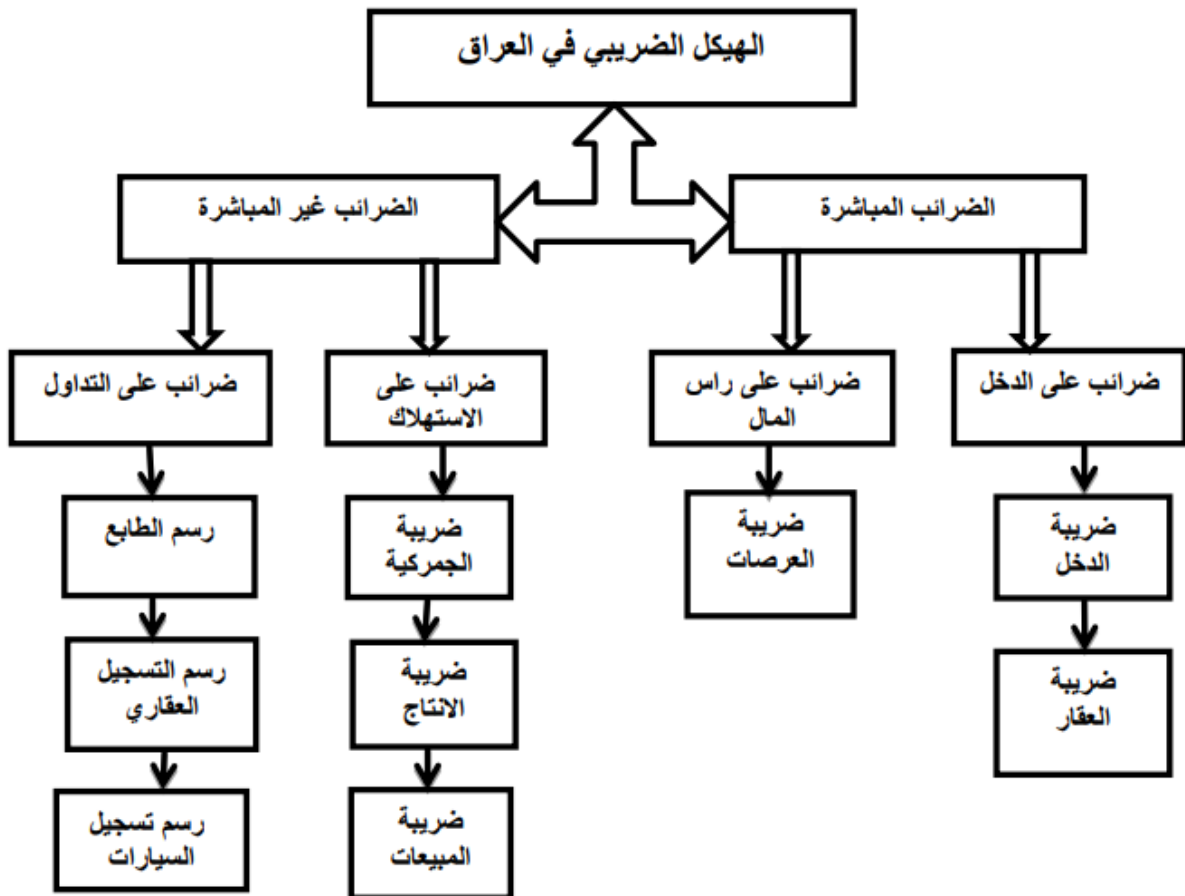 الهيكل الضريبي في العراق
الضرائب المباشرة
الضرائب غير المباشرة
ضرائب على الدخل
ضرائب على راس
المال
ضرائب على
الاستهلاك
ضرائب على التداول
ضريبة
الدخل
ضريبة
العرصات
ضريبة
الجمركية
رسم الطابع
ضريبة
العقار
ضريبة
الانتاج
رسم التسجيل
العقاري
ضريبة
المبيعات
رسم تسجيل
السيارات